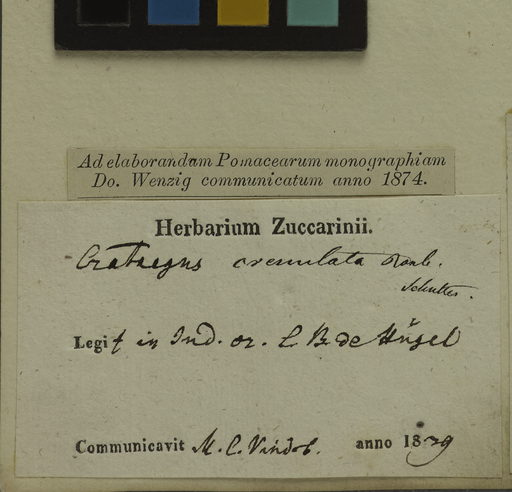 Ad elaborandam Pomacearum monographiam
Do. Wenzig communicatum anno 1874.
Herbarium Zuccarinii.
Crataegus crenulata Roxb.
Schultes.
Legit in Ind. or. L. B. de Hügel
Communicavit M. C. Vindob. anno 1839